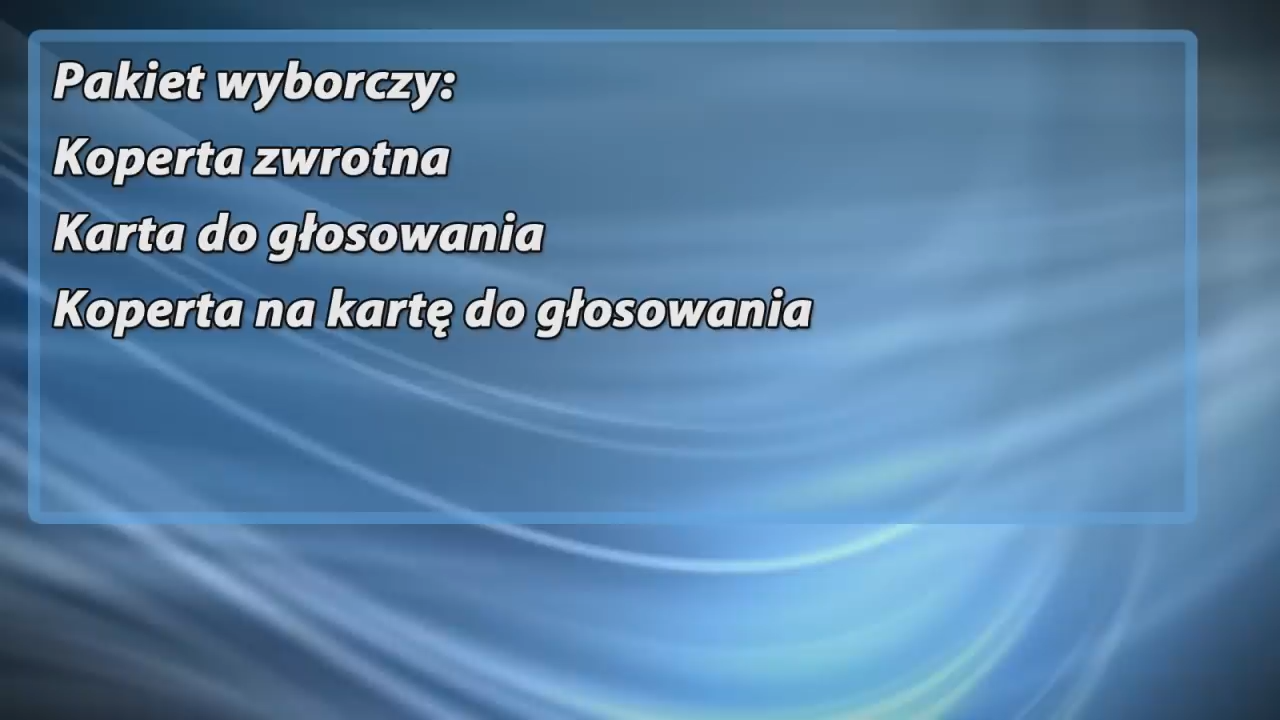 Pakiet wyborczy:
Koperta zwrotna
Karta do głosowania
Koperta na kartę do głosowania